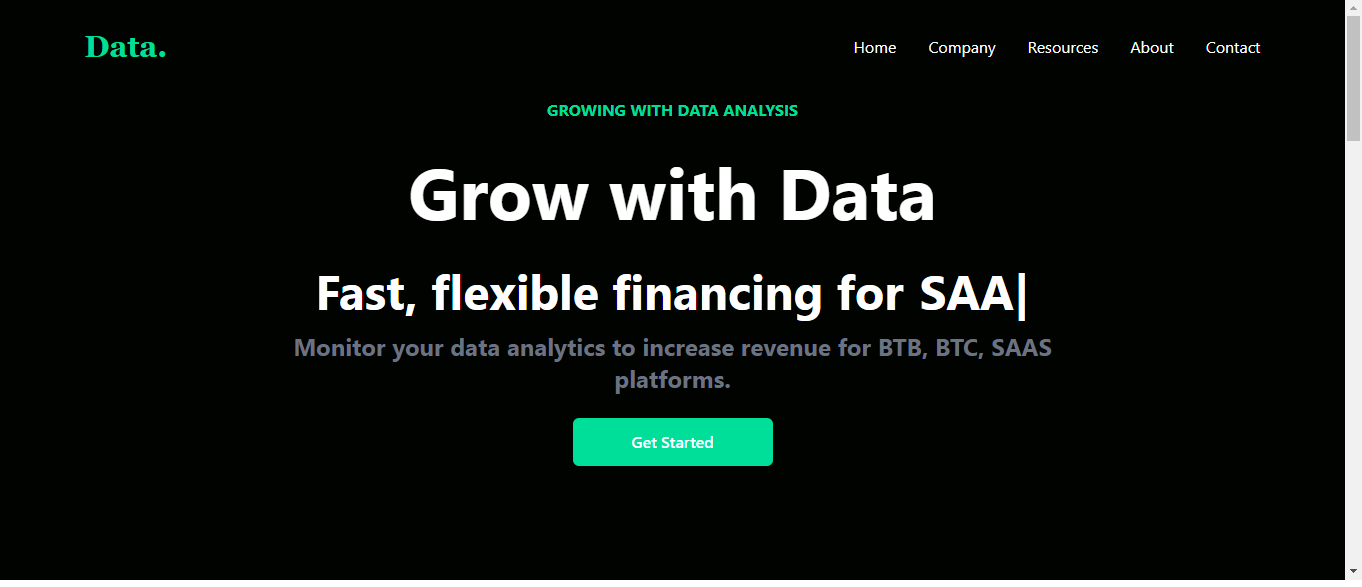 Data.
Home Company Resources About Contact
GROWING WITH DATA ANALYSIS
Grow with Data
Fast, flexible financing for SAA|
Monitor your data analytics to increase revenue for BTB, BTC, SAAS
platforms.
Get Started